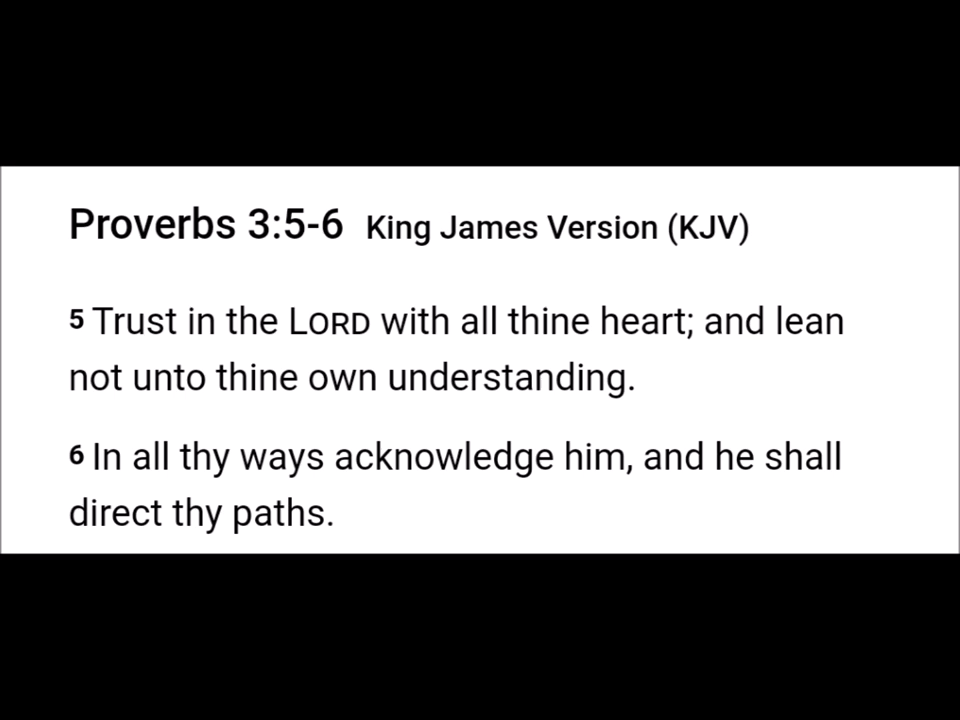 Proverbs 3:5-6 King James Version (KJV)
5 Trust in the LORD with all thine heart; and lean
not unto thine own understanding.
6 In all thy ways acknowledge him, and he shall
direct thy paths.